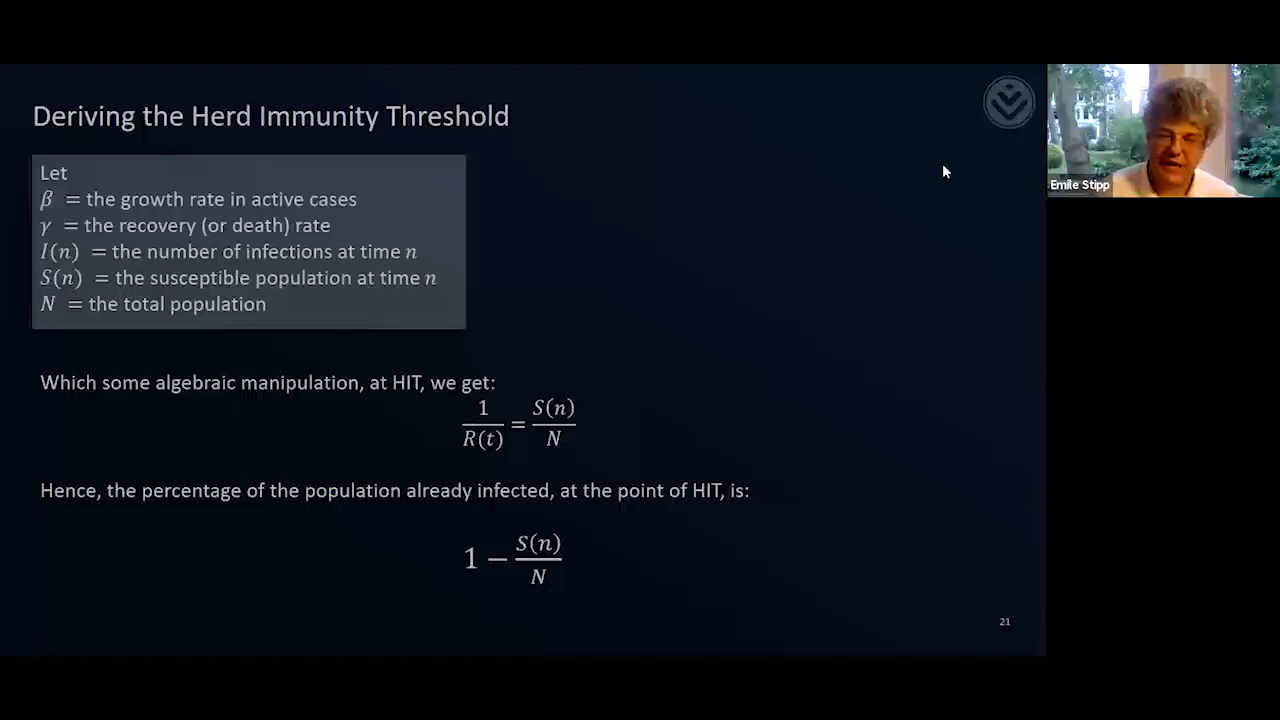 Deriving the Herd Immunity Threshold
Let
β = the growth rate in active cases
γ = the recovery (or death) rate
I(n) = the number of infections at time n
S(n) = the susceptible population at time n
N = the total population
Emile Stipp
Which some algebraic manipulation, at HIT, we get:
1/R(t) = S(n)/N
Hence, the percentage of the population already infected, at the point of HIT, is:
1 − S(n)/N
21